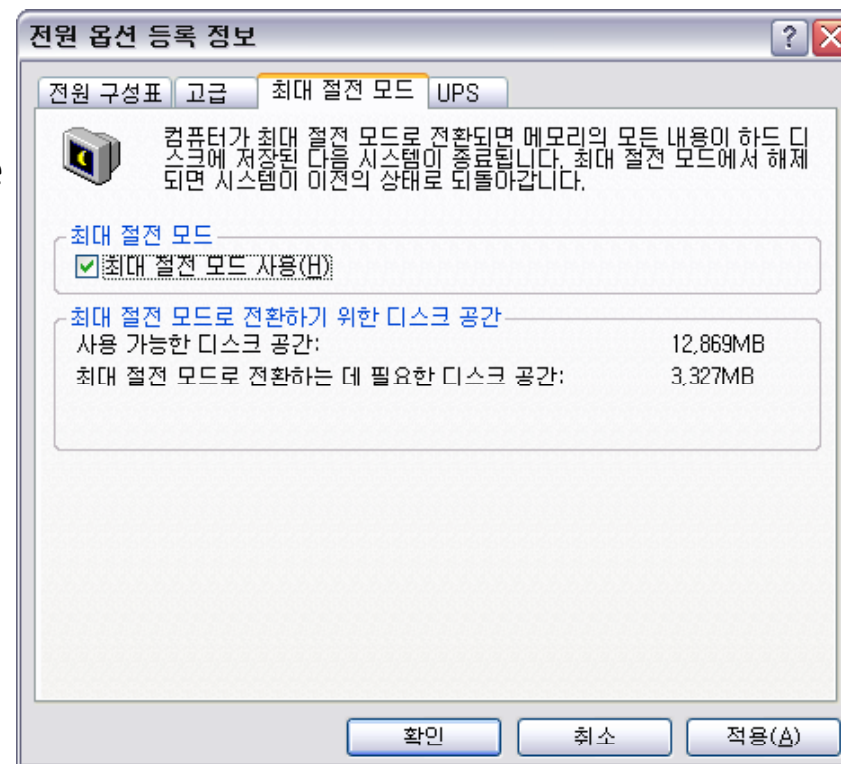 전원 옵션 등록 정보
전원 구성표 고급 최대 절전 모드 UPS
컴퓨터가 최대 절전 모드로 전환되면 메모리의 모든 내용이 하드 디
스크에 저장된 다음 시스템이 종료됩니다. 최대 절전 모드에서 해제
되면 시스템이 이전의 상태로 되돌아갑니다.
최대 절전 모드
최대 절전 모드 사용(H)
최대 절전 모드로 전환하기 위한 디스크 공간
사용 가능한 디스크 공간: 12,869MB
최대 절전 모드로 전환하는 데 필요한 디스크 공간: 3,327MB
확인 취소 적용(A)